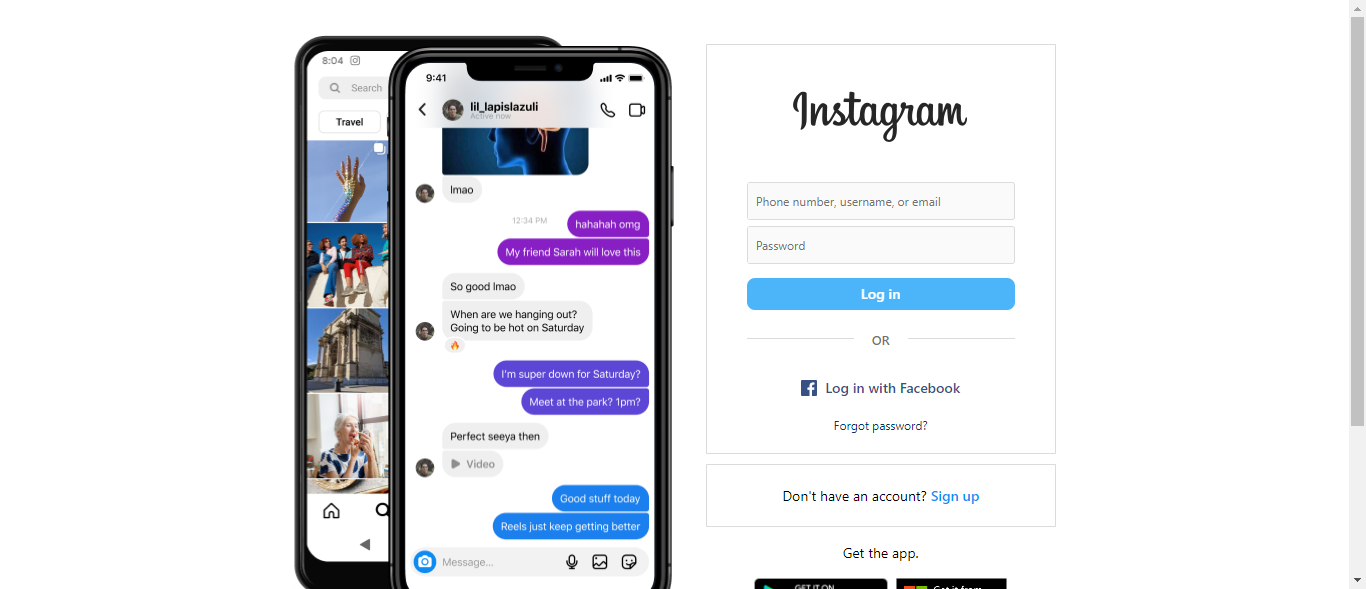 8:04
Search
Travel
9:41
lil_lapislazuli
Active now
lmao
12:34 PM
hahahah omg
My friend Sarah will love this
So good lmao
When are we hanging out?
Going to be hot on Saturday
I'm super down for Saturday?
Meet at the park? 1pm?
Perfect seeya then
Video
Good stuff today
Reels just keep getting better
Message...
Instagram
Phone number, username, or email
Password
Log in
OR
Log in with Facebook
Forgot password?
Don't have an account? Sign up
Get the app.
GET IT ON
Get it from